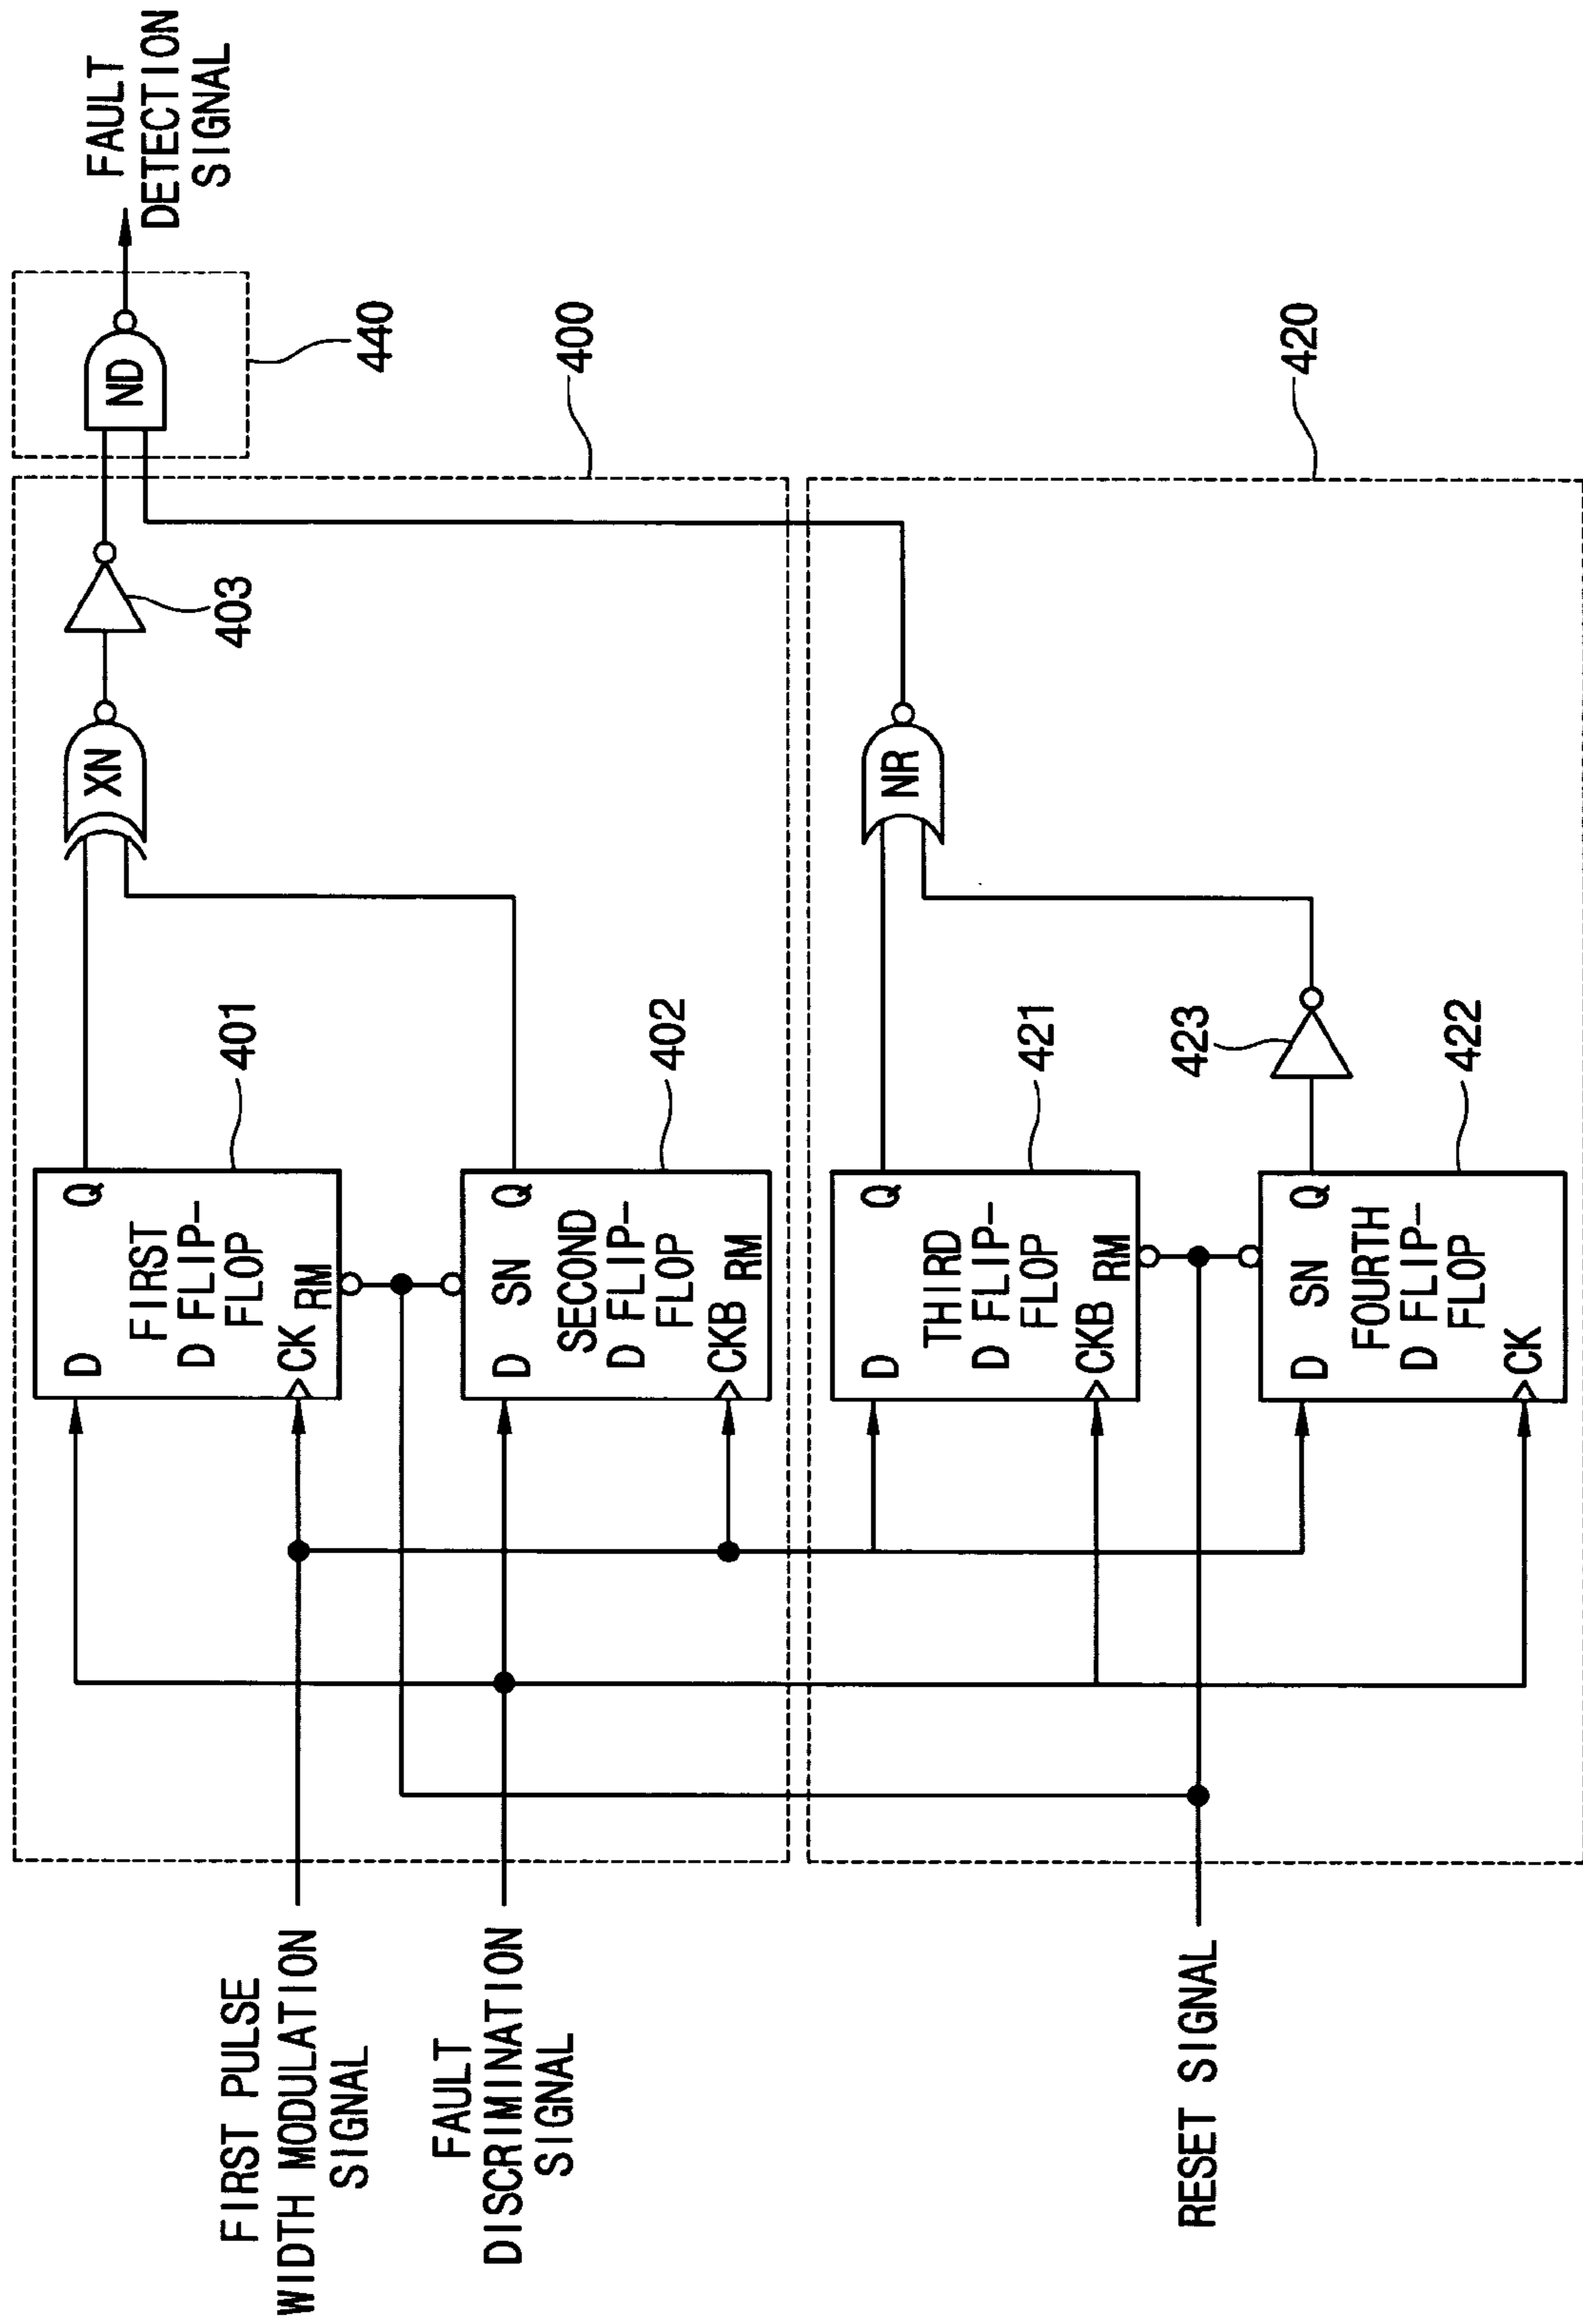 FIRST PULSE
WIDTH MODULATION
SIGNAL
FAULT
DISCRIMINATION
SIGNAL
RESET SIGNAL
D
Q
FIRST
D FLIP-
FLOP
CK
RM
401
D
SN
Q
SECOND
D FLIP-
FLOP
CKB
RM
402
XN
403
400
D
Q
THIRD
D FLIP-
FLOP
CKB
RM
421
D
SN
Q
FOURTH
D FLIP-
FLOP
CK
422
423
NR
420
ND
440
FAULT
DETECTION
SIGNAL